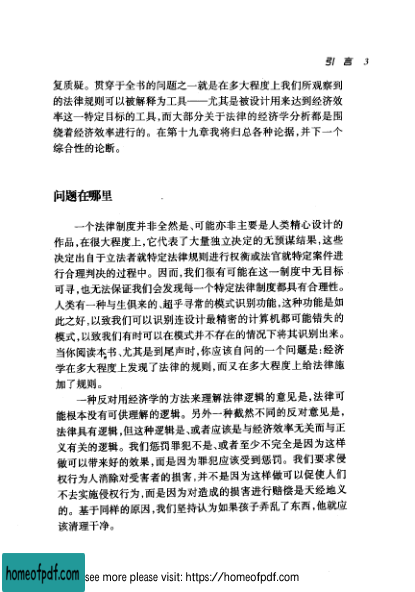 引 言 3
复质疑。贯穿于全书的问题之一就是在多大程度上我们所观察到
的法律规则可以被解释为工具——尤其是被设计用来达到经济效
率这一特定目标的工具,而大部分关于法律的经济学分析都是围
绕着经济效率进行的。在第十九章我将归总各种论据,并下一个
综合性的论断。
问题在哪里
一个法律制度并非全然是、可能亦非主要是人类精心设计的
作品,在很大程度上,它代表了大量独立决定的无预谋结果,这些
决定出自于立法者就特定法律规则进行权衡或法官就特定案件进
行合理判决的过程中。因而,我们很有可能在这一制度中无目标
可寻,也无法保证我们会发现每一个特定法律制度都具有合理性。
人类有一种与生俱来的、超乎寻常的模式识别功能,这种功能是如
此之好,以致我们可以识别连设计最精密的计算机都可能错失的
模式,以致我们有时可以在模式并不存在的情况下将其识别出来。
当你阅读本书、尤其是到尾声时,你应该自问的一个问题是:经济
学在多大程度上发现了法律的规则,而又在多大程度上给法律施
加了规则。
一种反对用经济学的方法来理解法律逻辑的意见是,法律可
能根本没有可供理解的逻辑。另外一种截然不同的反对意见是,
法律具有逻辑,但这种逻辑是、或者应该是与经济效率无关而与正
义有关的逻辑。我们惩罚罪犯不是、或者至少不完全是因为这样
做可以带来好的效果,而是因为罪犯应该受到惩罚。我们要求侵
权行为人消除对受害者的损害,并不是因为这样做可以促使人们
不去实施侵权行为,而是因为对造成的损害进行赔偿是天经地义
的。基于同样的原因,我们坚持认为如果孩子弄乱了东西,他就应
该清理干净。
homeofpdf.com
see more please visit: https://homeofpdf.com